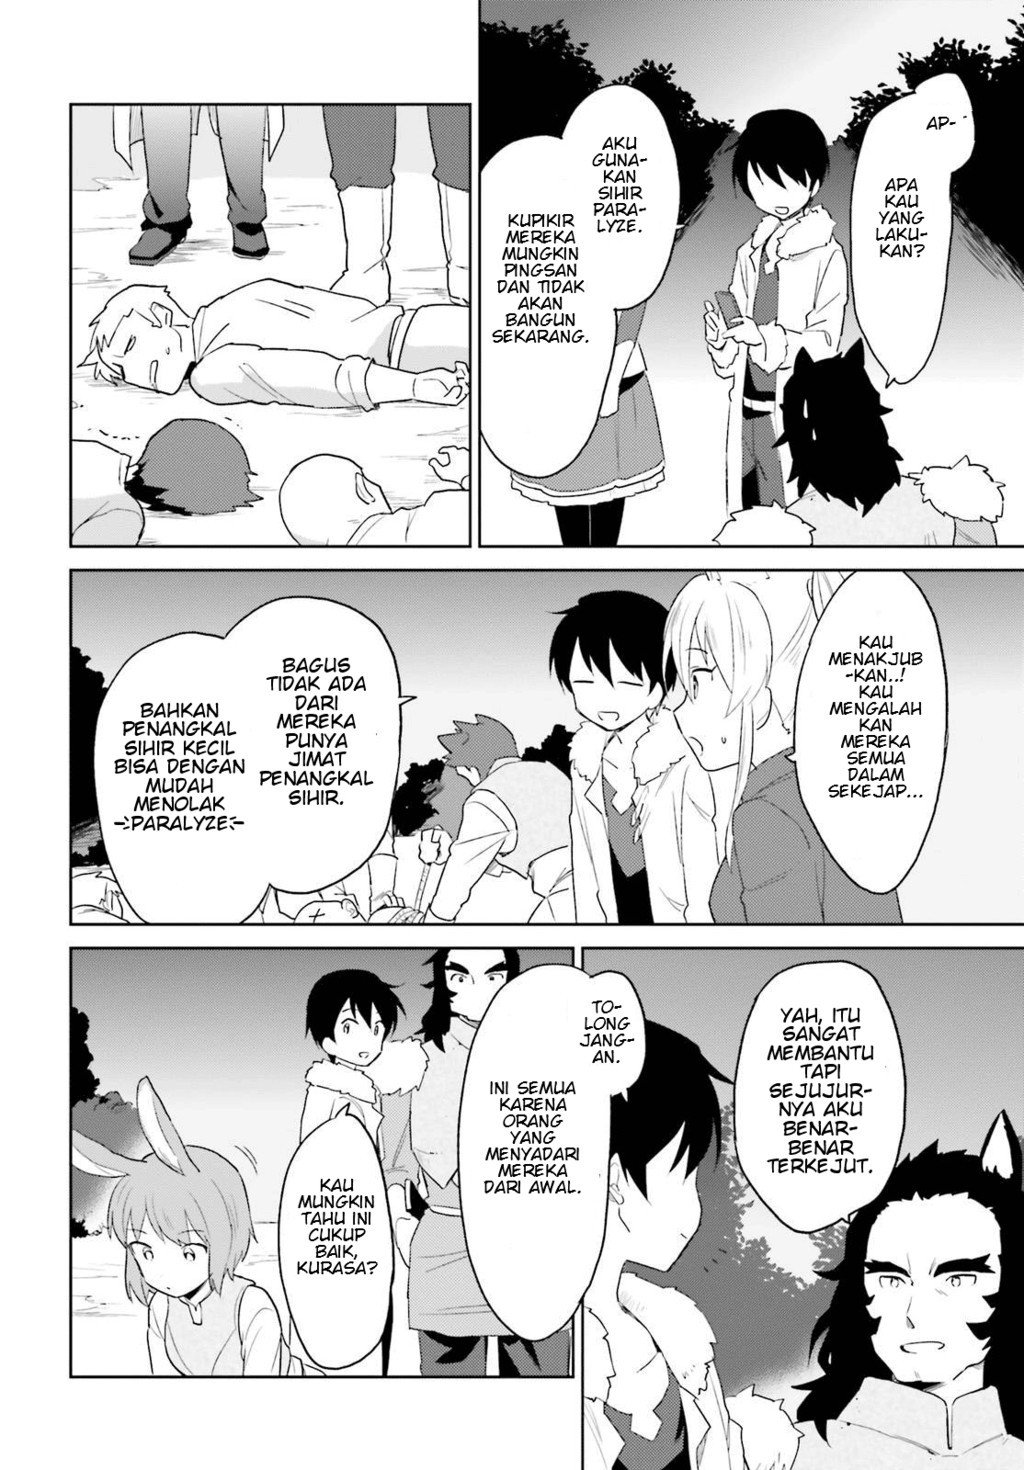 AP-
APA
KAU
YANG
LAKU-
KAN?
AKU
GUNA-
KAN
SIHIR
PARA-
LYZE.
KUPIKIR
MEREKA
MUNGKIN
PINGSAN
DAN TIDAK
AKAN
BANGUN
SEKARANG.
KAU
MENAKJUB
-KAN..!
KAU
MENGALAH
KAN
MEREKA
SEMUA
DALAM
SEKEJAP...
BAGUS
TIDAK ADA
DARI
MEREKA
PUNYA
JIMAT
PENANGKAL
SIHIR.
BAHKAN
PENANGKAL
SIHIR KECIL
BISA DENGAN
MUDAH
MENOLAK
-PARALYZE-
YAH, ITU
SANGAT
MEMBANTU
TAPI
SEJUJUR-
NYA AKU
BENAR-
BENAR
TERKEJUT.
TO-
LONG
JANG-
AN.
INI SEMUA
KARENA
ORANG
YANG
MENYADARI
MEREKA
DARI AWAL.
KAU
MUNGKIN
TAHU INI
CUKUP
BAIK,
KURASA?